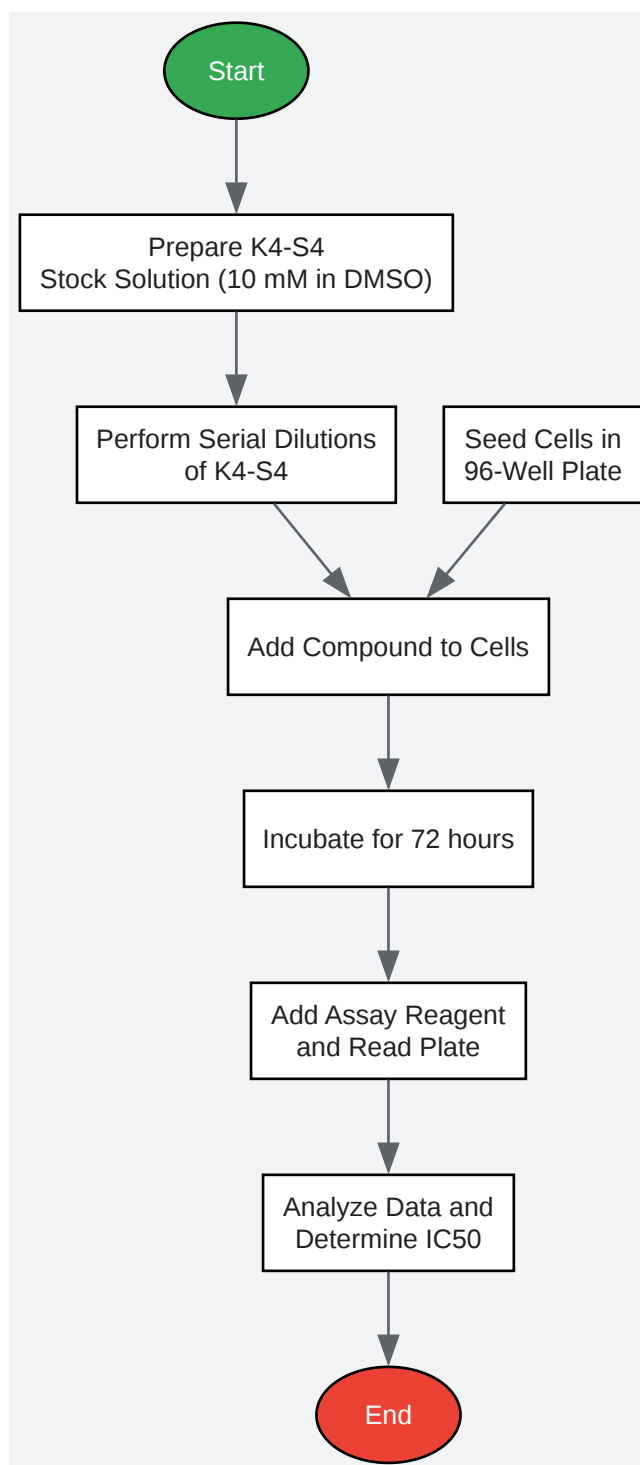 Start
Prepare K4-S4
Stock Solution (10 mM in DMSO)
Perform Serial Dilutions
of K4-S4
Seed Cells in
96-Well Plate
Add Compound to Cells
Incubate for 72 hours
Add Assay Reagent
and Read Plate
Analyze Data and
Determine IC50
End